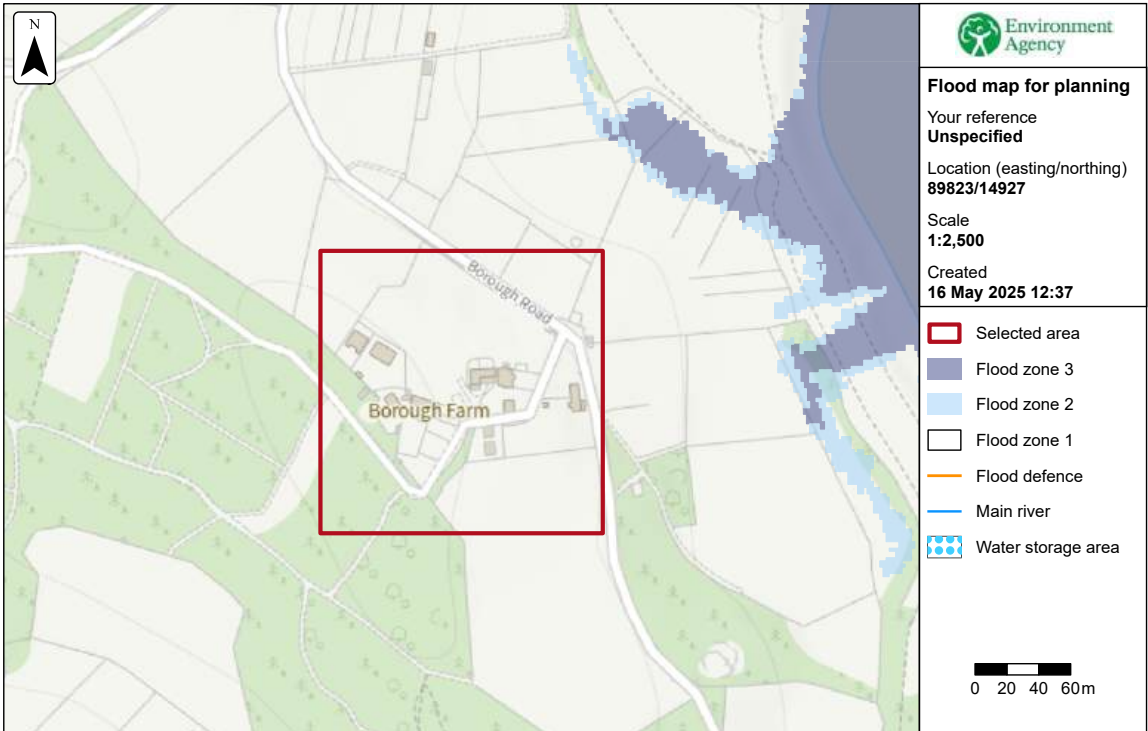 N
Borough Road
Borough Farm
Environment
Agency
Flood map for planning
Your reference
Unspecified
Location (easting/northing)
89823/14927
Scale
1:2,500
Created
16 May 2025 12:37
Selected area
Flood zone 3
Flood zone 2
Flood zone 1
Flood defence
Main river
Water storage area
0 20 40 60m